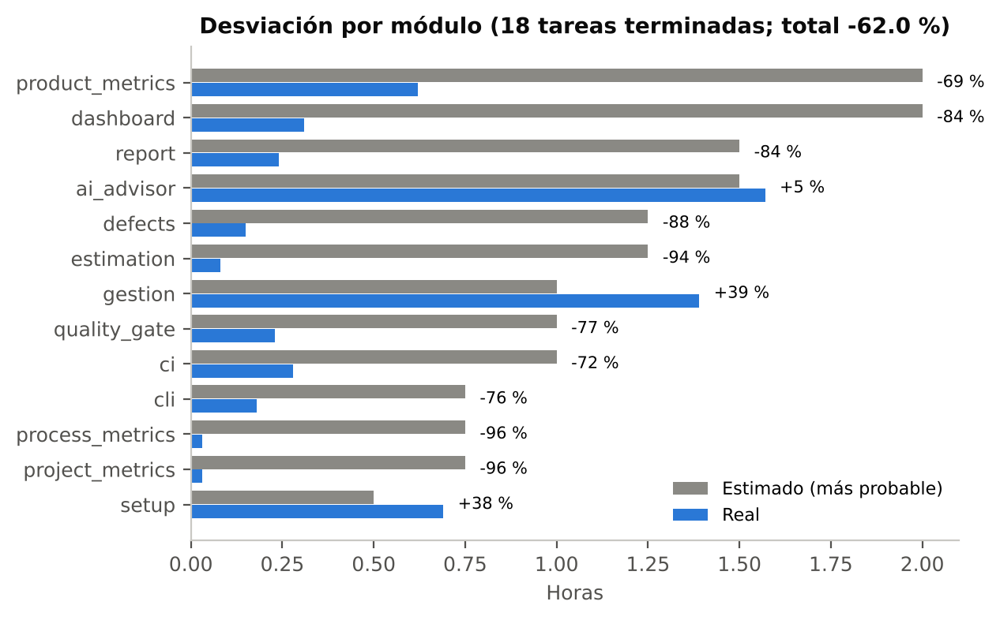 Desviación por módulo (18 tareas terminadas; total -62.0 %)
product_metrics -69 %
dashboard -84 %
report -84 %
ai_advisor +5 %
defects -88 %
estimation -94 %
gestion +39 %
quality_gate -77 %
ci -72 %
cli -76 %
process_metrics -96 %
project_metrics -96 %
setup +38 %
Estimado (más probable)
Real
0.00 0.25 0.50 0.75 1.00 1.25 1.50 1.75 2.00
Horas